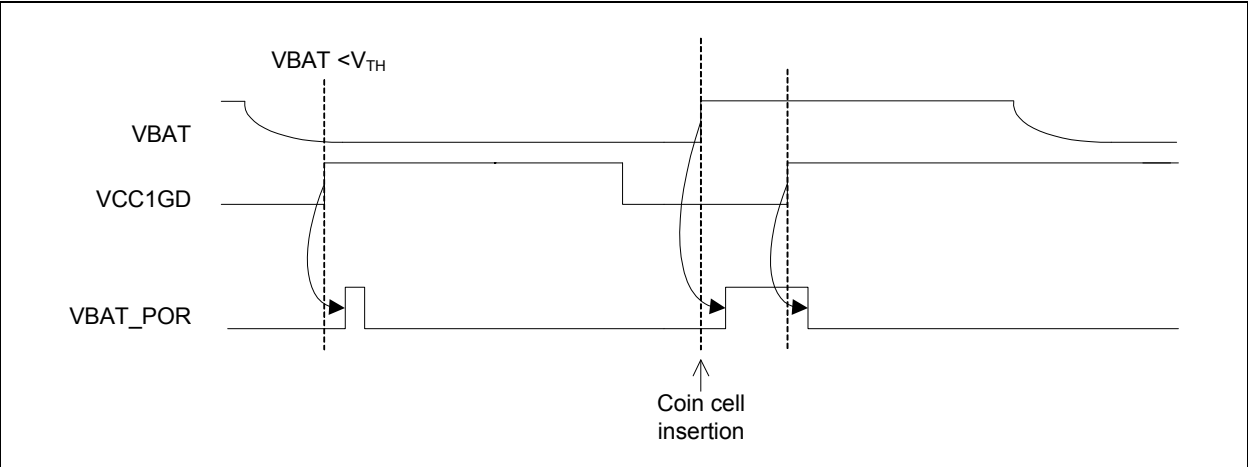 VBAT <VTH
VBAT
VCC1GD
VBAT_POR
Coin cell
insertion